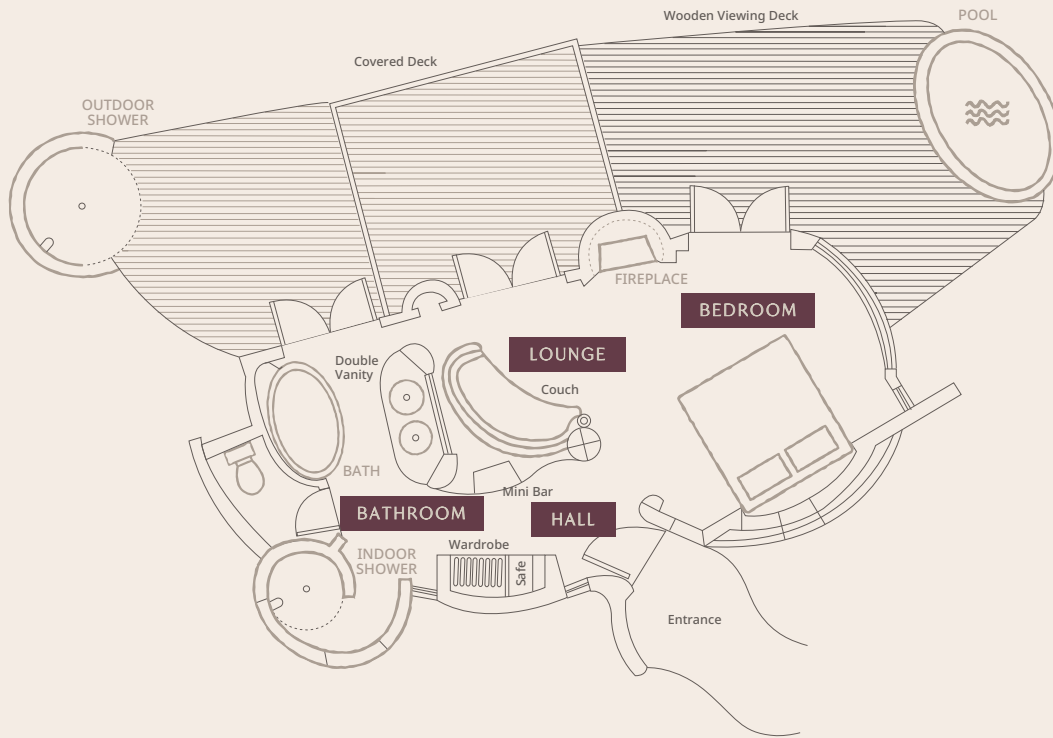 Wooden Viewing Deck
POOL
Covered Deck
OUTDOOR
SHOWER
FIREPLACE
BEDROOM
LOUNGE
Double
Vanity
Couch
BATH
Mini Bar
BATHROOM
HALL
Wardrobe
INDOOR
SHOWER
Safe
Entrance